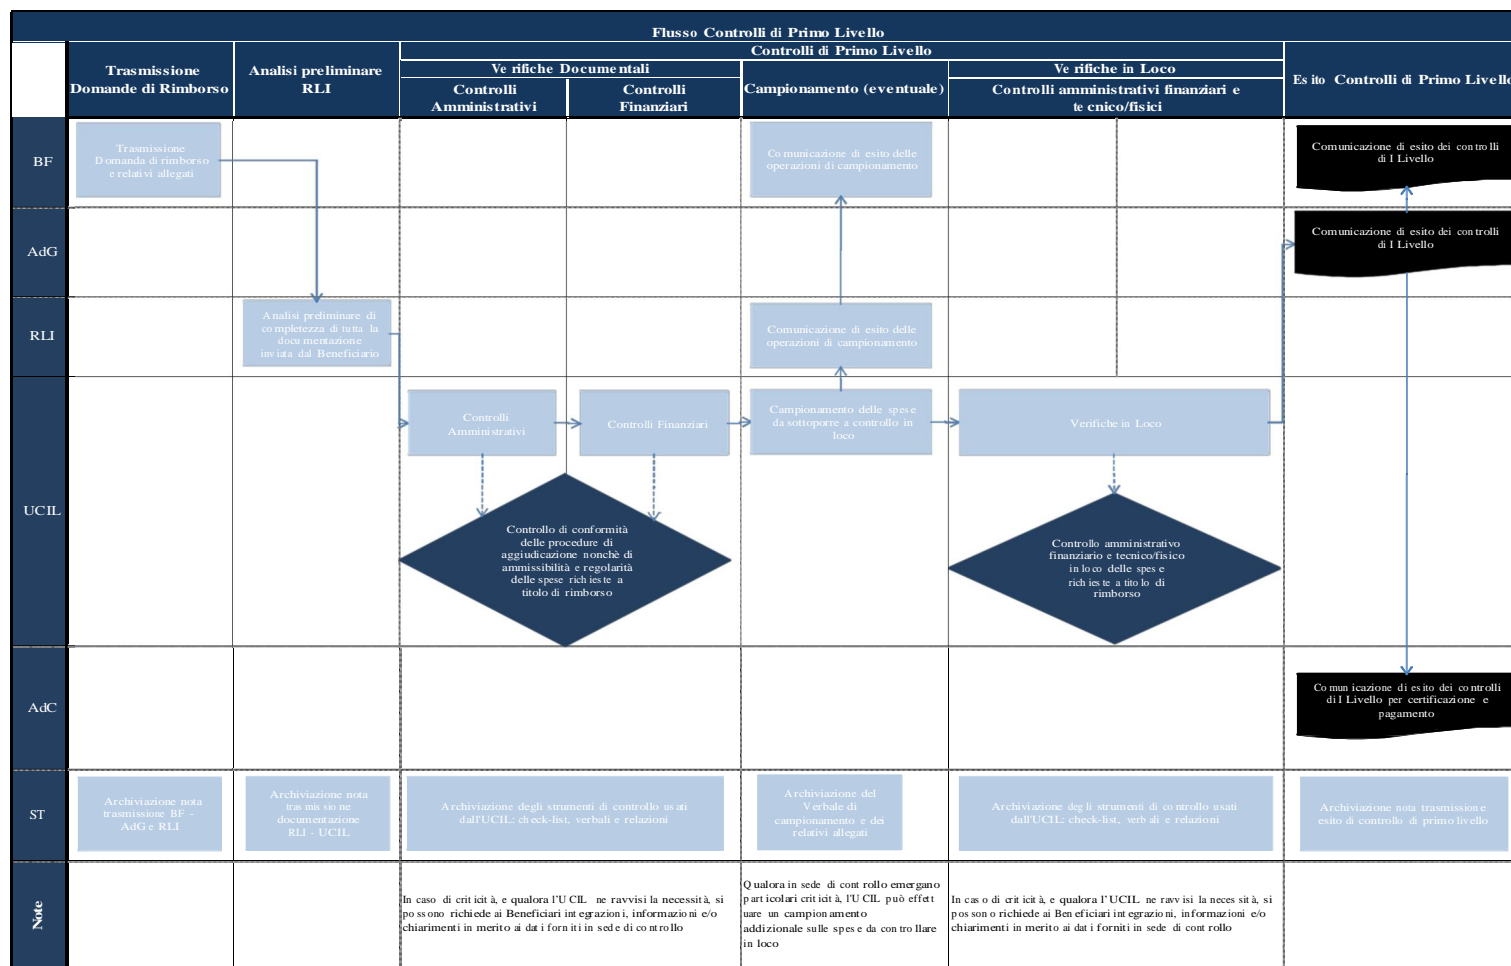 Flusso Controlli di Primo Livello
Trasmissione
Domande di Rimborso
Analisi preliminare
RLI
Controlli di Primo Livello
Verifiche Documentali
Controlli
Amministrativi
Controlli
Finanziari
Campionamento (eventuale)
Verifiche in Loco
Controlli amministrativi finanziari e
tecnico/fisici
Esito Controlli di Primo Livello
BF
Trasmissione
Domanda di rimborso
e relativi allegati
Comunicazione di esito delle
operazioni di campionamento
Comunicazione di esito dei controlli
di I Livello
AdG
Comunicazione di esito dei controlli
di I Livello
RLI
Analisi preliminare di
completezza di tutta la
documentazione
inviata dal Beneficiario
Comunicazione di esito delle
operazioni di campionamento
UCIL
Controlli
Amministrativi
Controlli Finanziari
Campionamento delle spese
da sottoporre a controllo in
loco
Verifiche in Loco
Controllo di conformità
delle procedure di
aggiudicazione nonchè di
ammissibilità e regolarità
delle spese richieste a
titolo di rimborso
Controllo amministrativo
finanziario e tecnico/fisico
in loco delle spese
richieste a titolo di
rimborso
AdC
Comunicazione di esito dei controlli
di I Livello per certificazione e
pagamento
ST
Archiviazione nota
trasmissione BF -
AdG e RLI
Archiviazione nota
trasmissione
documentazione
RLI - UCIL
Archiviazione degli strumenti di controllo usati
dall'UCIL: check-list, verbali e relazioni
Archiviazione del
Verbale di
campionamento e dei
relativi allegati
Archiviazione degli strumenti di controllo usati
dall'UCIL: check-list, verbali e relazioni
Archiviazione nota trasmissione
esito di controllo di primo livello
Note
In caso di criticità, e qualora l'UCIL ne ravvisi la necessità, si
possono richiede ai Beneficiari integrazioni, informazioni e/o
chiarimenti in merito ai dati forniti in sede di controllo
Qualora in sede di controllo emergano
particolari criticità, l'UCIL può effett
uare un campionamento
addizionale sulle spese da controllare
in loco
In caso di criticità, e qualora l'UCIL ne ravvisi la necessità, si
possono richiede ai Beneficiari integrazioni, informazioni e/o
chiarimenti in merito ai dati forniti in sede di controllo